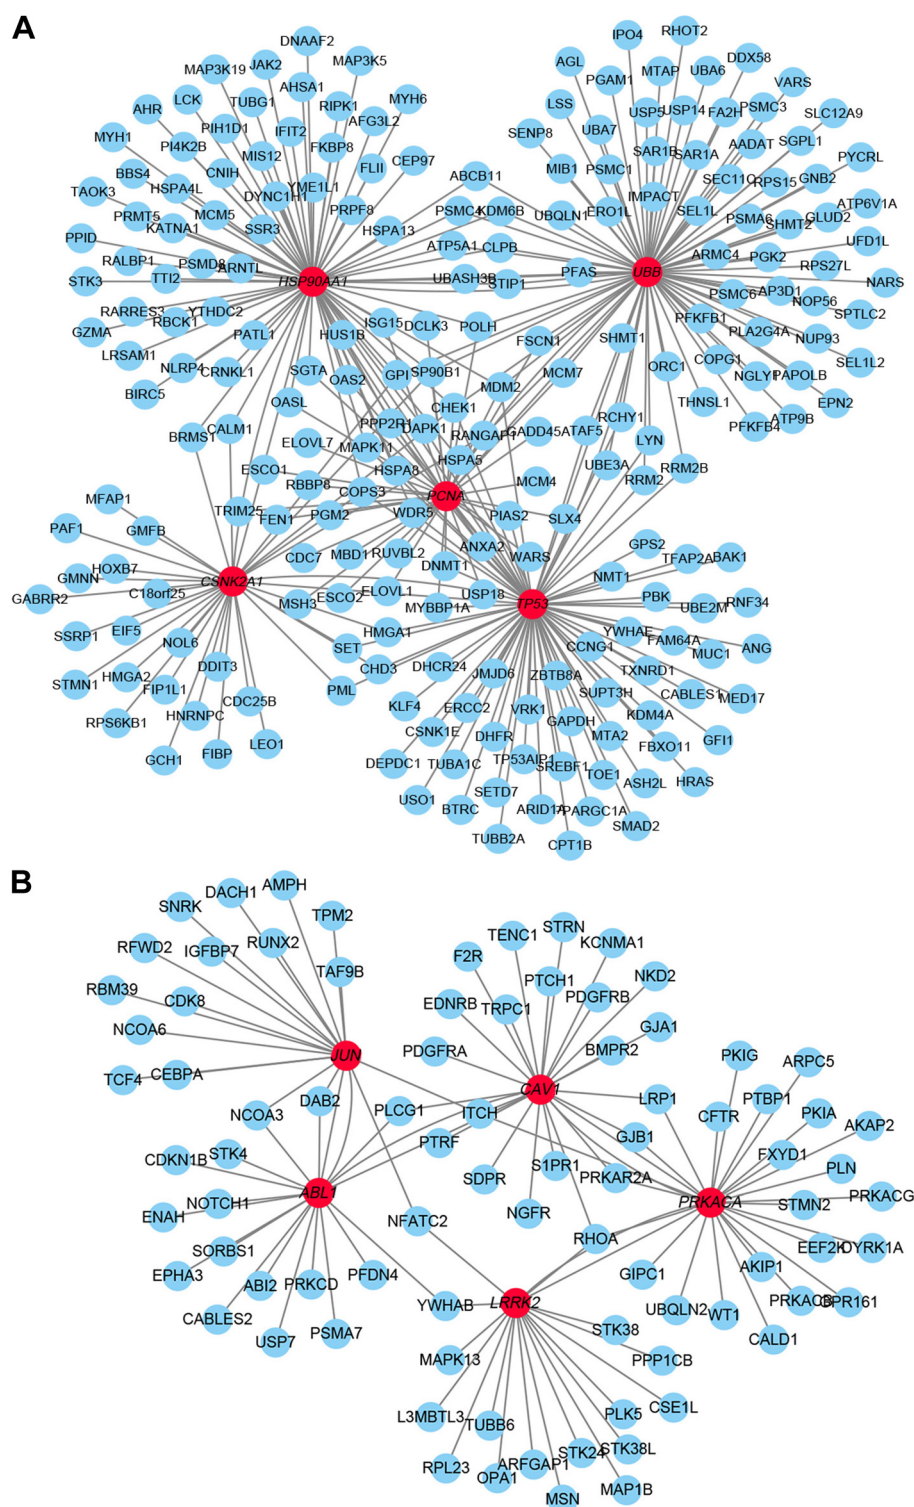 A
DNAAF2
IPO4
RHOT2
MAP3K19
JAK2
MAP3K5
AGL
PGAM1
MTAP
UBA6
DDX58
VARS
AHR
LCK
TUBG1
AHSA1
RIPK1
MYH6
LSS
USP5
USP14
FA2H
PSMC3
SLC12A9
MYH1
PIH1D1
IFIT2
AFG3L2
SENP8
UBA7
PI4K2B
MIS12
FKBP8
SAR1B
SAR1A
AADAT
SGPL1
PYCRL
BBS4
CNIH
FLII
CEP97
ABCB11
MIB1
PSMC1
TAOK3
HSPA4L
DYNC1H1
YME1L1
IMPACT
SEC11C
RPS15
GNB2
PRMT5
MCM5
PRPF8
PSMC4
KDM6B
UBQLN1
ERO1L
SEL1L
PSMA6
SHMT2
GLUD2
ATP6V1A
PPID
KATNA1
SSR3
HSPA13
ATP5A1
CLPB
ARMC4
PGK2
UFD1L
RALBP1
PSMD8
ARNTL
PFAS
RPS27L
STK3
TTI2
HSP90AA1
UBASH3B
STIP1
UBB
PSMC6
AP3D1
NARS
RARRES3
YTHDC2
NOP56
GZMA
RBCK1
PATL1
HUS1B
ISG15
DCLK3
POLH
FSCN1
SHMT1
PFKFB1
PLA2G4A
SPTLC2
LRSAM1
NUP93
NLRP4
CRNKL1
SGTA
OAS2
GPI
SP90B1
MDM2
MCM7
ORC1
COPG1
NGLY1
PAPOLB
SEL1L2
BIRC5
OASL
CHEK1
THNSL1
EPN2
BRMS1
CALM1
ELOVL7
PPP2R1
DAPK1
RANGAP1
GADD45A
TAF5
RCHY1
LYN
PFKFB4
ATP9B
MAPK11
HSPA5
ESCO1
RBBP8
HSPA8
UBE3A
RRM2
RRM2B
MFAP1
COPS3
PCNA
MCM4
PAF1
GMFB
TRIM25
FEN1
PGM2
WDR5
PIAS2
SLX4
CDC7
MBD1
RUVBL2
ANXA2
WARS
GPS2
TFAP2A
BAK1
GMNN
HOXB7
CSNK2A1
DNMT1
NMT1
GABRR2
C18orf25
MSH3
ESCO2
ELOVL1
MYBBP1A
USP18
TP53
PBK
UBE2M
RNF34
SSRP1
EIF5
NOL6
HMGA1
YWHAE
FAM64A
SET
CCNG1
MUC1
ANG
STMN1
HMGA2
FIP1L1
DDIT3
CHD3
DHCR24
JMJD6
ZBTB8A
TXNRD1
PML
KLF4
ERCC2
VRK1
SUPT3H
CABLES1
MED17
RPS6KB1
HNRNPC
CDC25B
CSNK1E
DHFR
GAPDH
KDM4A
GCH1
FIBP
LEO1
MTA2
FBXO11
GFI1
DEPDC1
TUBA1C
TP53AIP1
SREBF1
TOE1
ASH2L
HRAS
USO1
BTRC
SETD7
ARID1A
PPARGC1A
SMAD2
TUBB2A
CPT1B
B
DACH1
AMPH
SNRK
TPM2
TENC1
STRN
KCNMA1
RFWD2
IGFBP7
RUNX2
F2R
TAF9B
PTCH1
NKD2
RBM39
CDK8
EDNRB
TRPC1
PDGFRB
NCOA6
GJA1
JUN
PDGFRA
BMPR2
PKIG
ARPC5
TCF4
CEBPA
CAV1
NCOA3
DAB2
PLCG1
ITCH
LRP1
CFTR
PTBP1
PKIA
AKAP2
PTRF
GJB1
CDKN1B
STK4
FXYD1
SDPR
S1PR1
PRKAR2A
PLN
ABL1
PRKACA
PRKACG
ENAH
NOTCH1
NGFR
STMN2
NFATC2
RHOA
SORBS1
EEF2K
DYRK1A
EPHA3
ABI2
PRKCD
PFDN4
GIPC1
AKIP1
YWHAB
LRRK2
UBQLN2
WT1
PRKACB
GPR161
CABLES2
USP7
PSMA7
STK38
CALD1
MAPK13
PPP1CB
L3MBTL3
TUBB6
PLK5
CSE1L
RPL23
OPA1
ARFGAP1
STK24
STK38L
MSN
MAP1B